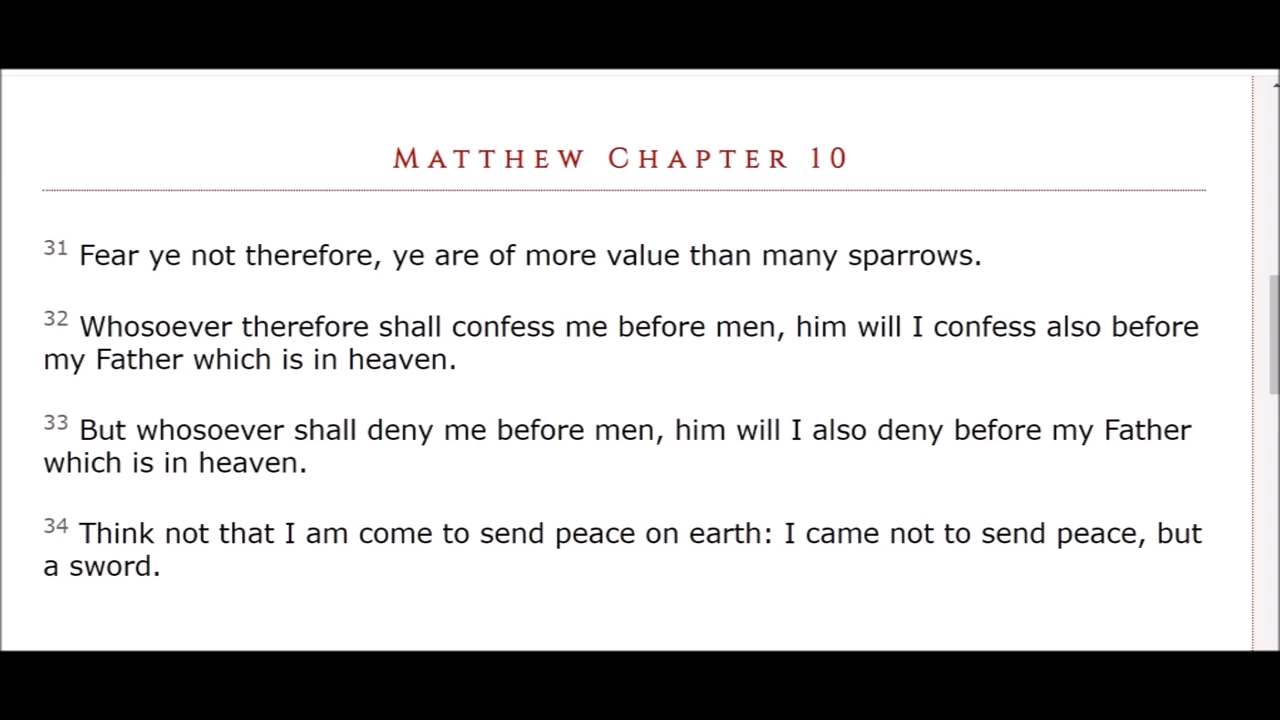 MATTHEW CHAPTER 10
31 Fear ye not therefore, ye are of more value than many sparrows.
32 Whosoever therefore shall confess me before men, him will I confess also before
my Father which is in heaven.
33 But whosoever shall deny me before men, him will I also deny before my Father
which is in heaven.
34 Think not that I am come to send peace on earth: I came not to send peace, but
a sword.